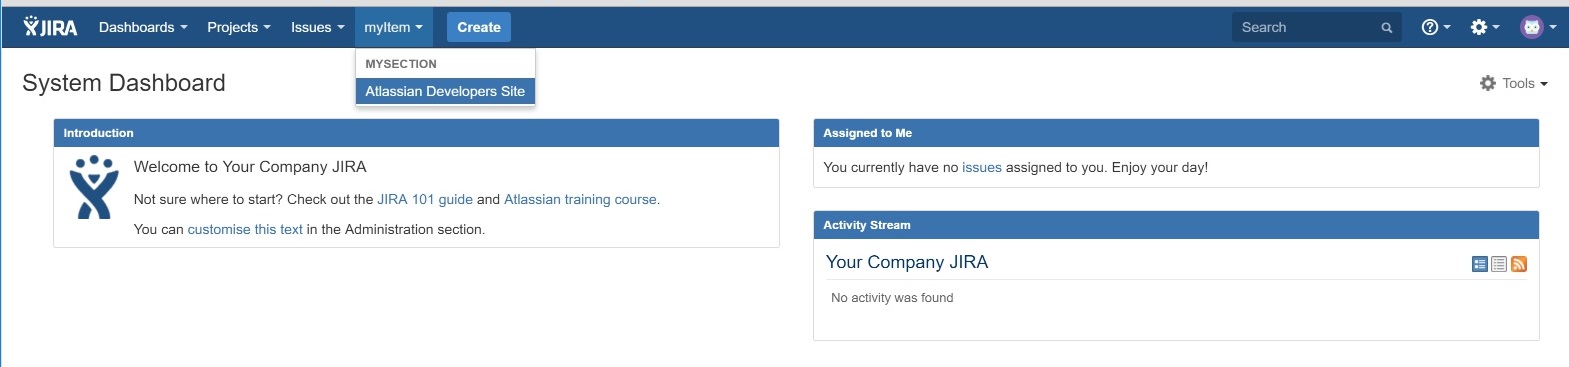 JIRA Dashboards Projects Issues myItem Create Search
MYSECTION
Atlassian Developers Site
System Dashboard
Tools
Introduction
Welcome to Your Company JIRA
Not sure where to start? Check out the JIRA 101 guide and Atlassian training course.
You can customise this text in the Administration section.
Assigned to Me
You currently have no issues assigned to you. Enjoy your day!
Activity Stream
Your Company JIRA
No activity was found